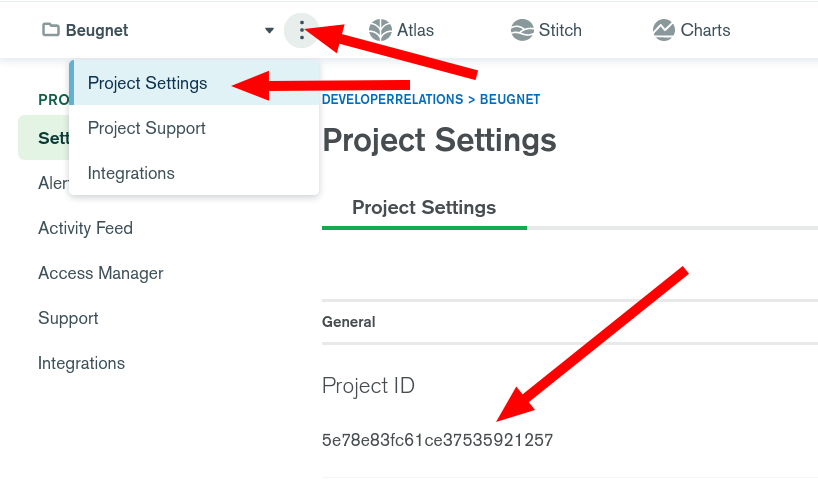 Beugnet
Atlas
Stitch
Charts
Project Settings
Project Support
Integrations
PRO
Sett
Aler
Activity Feed
Access Manager
Support
Integrations
DEVELOPERRELATIONS > BEUGNET
Project Settings
Project Settings
General
Project ID
5e78e83fc61ce37535921257